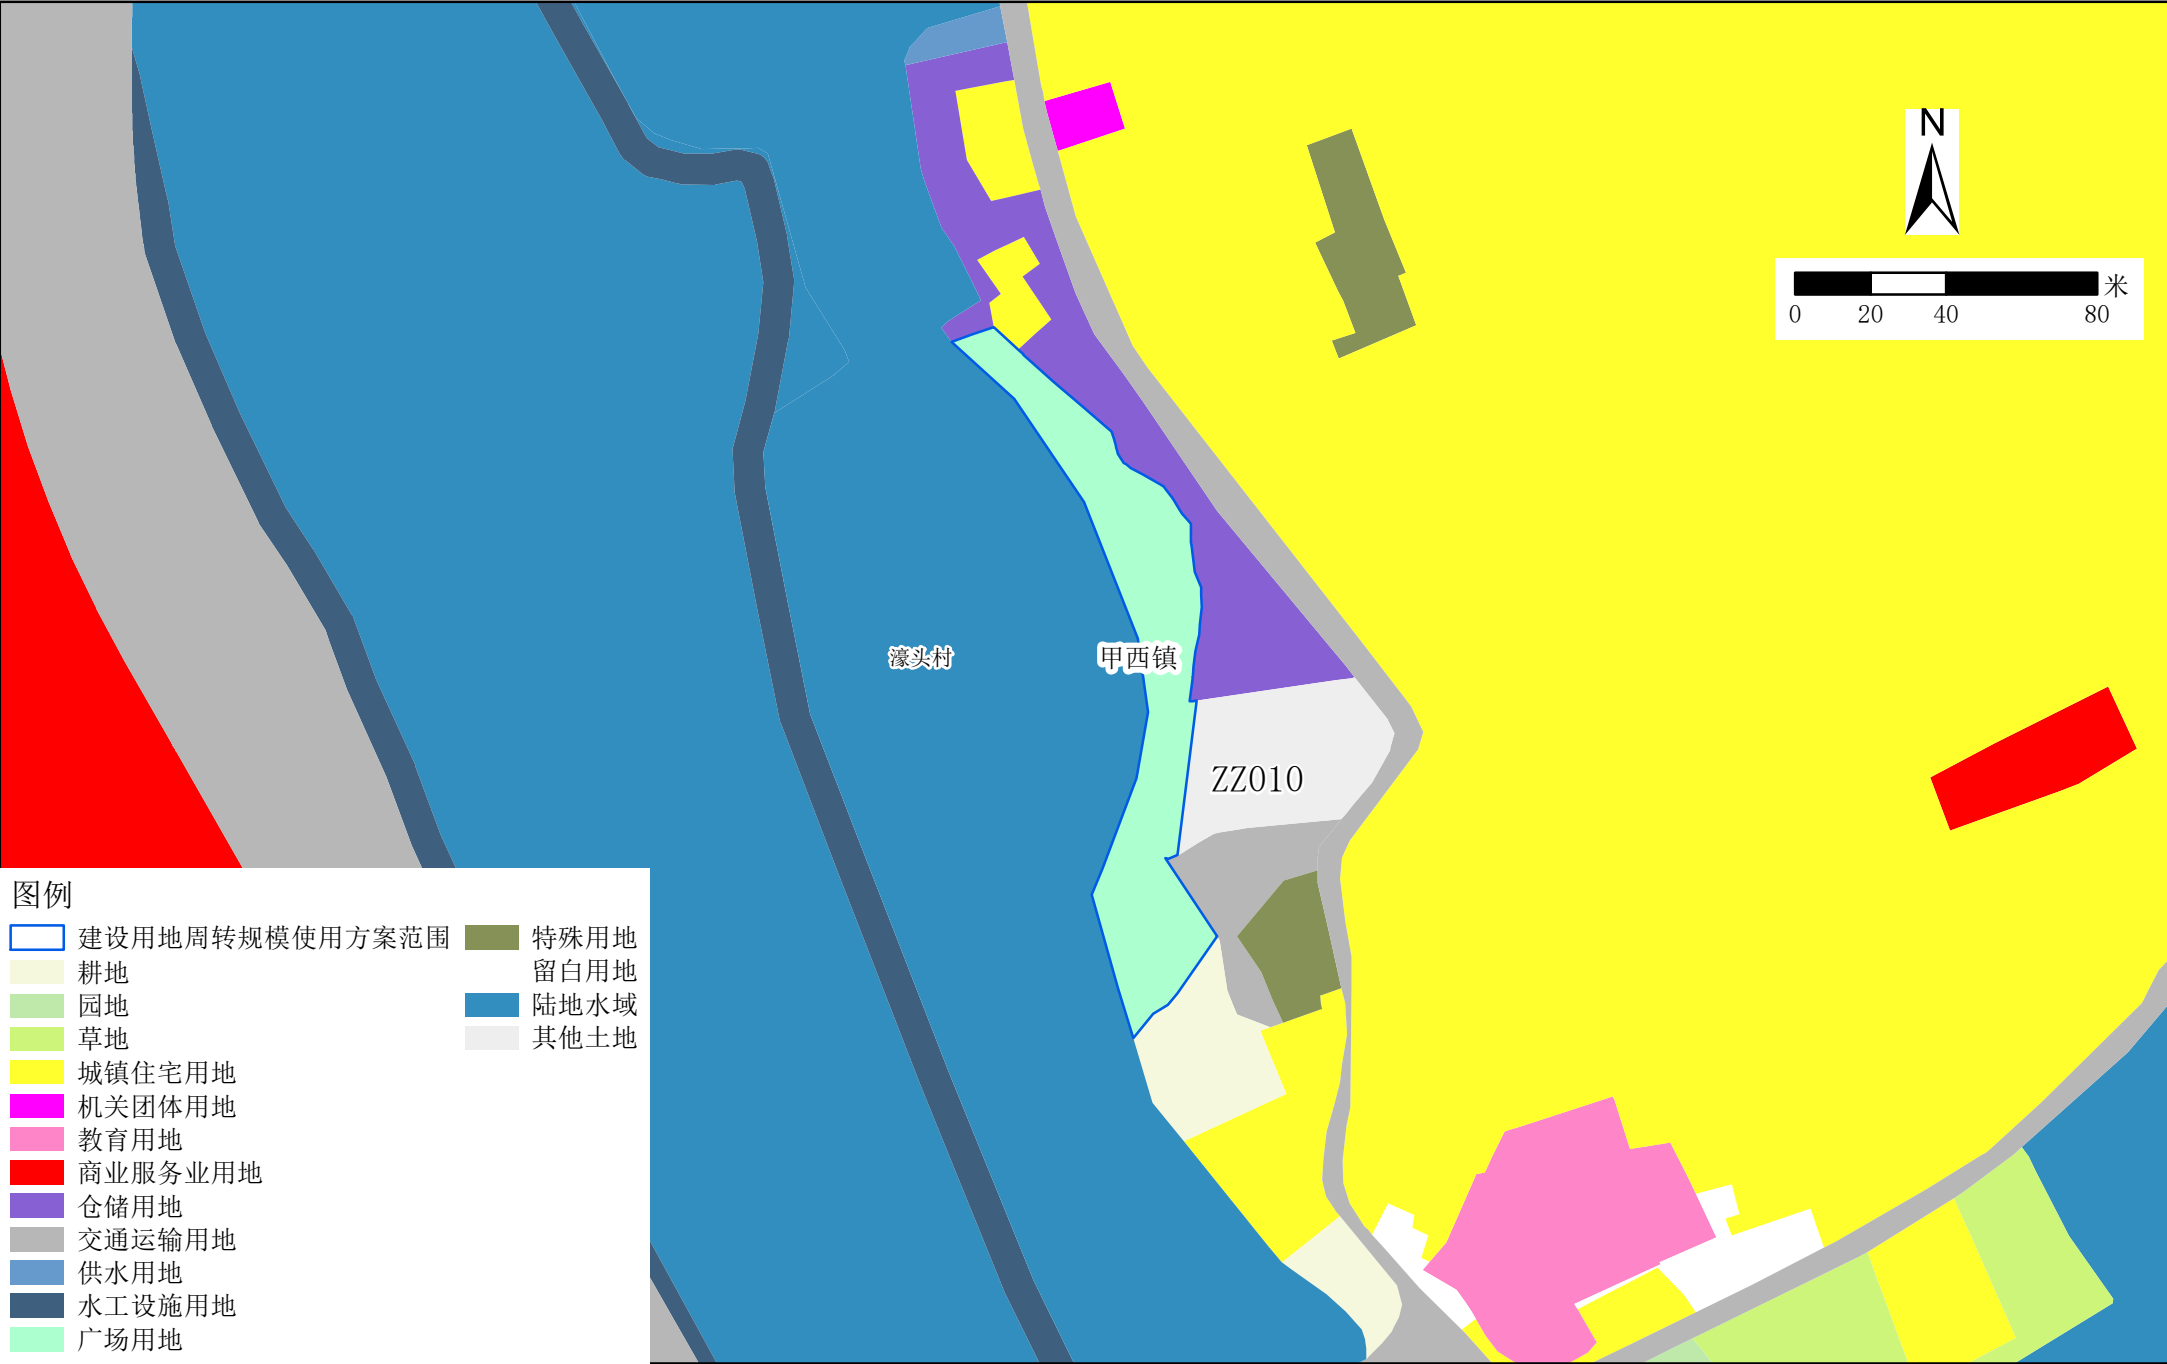 N
米
0 20 40 80
濠头村
甲西镇
ZZ010
图例
建设用地周转规模使用方案范围
耕地
园地
草地
城镇住宅用地
机关团体用地
教育用地
商业服务业用地
仓储用地
交通运输用地
供水用地
水工设施用地
广场用地
特殊用地
留白用地
陆地水域
其他土地